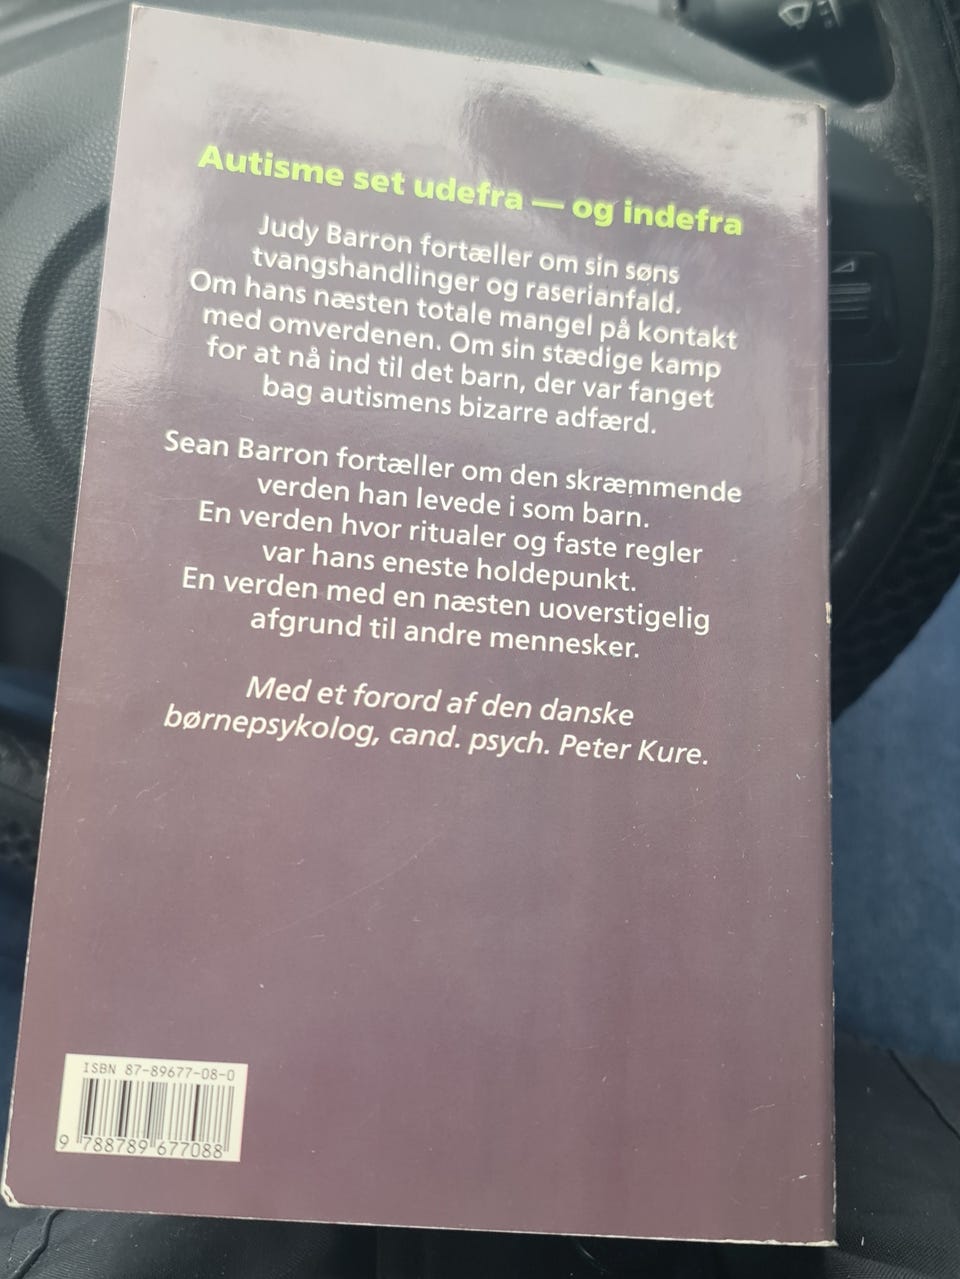 Autisme set udefra — og indefra
Judy Barron fortæller om sin søns
tvangshandlinger og raserianfald.
Om hans næsten totale mangel på kontakt
med omverdenen. Om sin stædige kamp
for at nå ind til det barn, der var fanget
bag autismens bizarre adfærd.
Sean Barron fortæller om den skræmmende
verden han levede i som barn.
En verden hvor ritualer og faste regler
var hans eneste holdepunkt.
En verden med en næsten uoverstigelig
afgrund til andre mennesker.
Med et forord af den danske
børnepsykolog, cand. psych. Peter Kure.
ISBN 87-89677-08-0
9 788789 677088